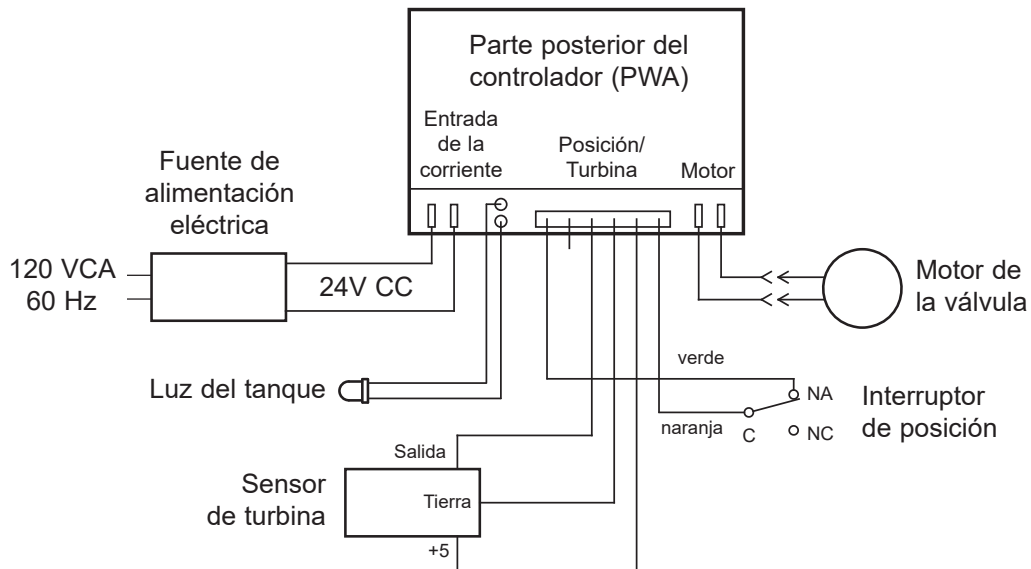 Parte posterior del
controlador (PWA)
Entrada
de la
corriente
Posición/
Turbina
Motor
Fuente de
alimentación
eléctrica
120 VCA
60 Hz
24V CC
Motor de
la válvula
Luz del tanque
verde
naranja
NA
C
NC
Interruptor
de posición
Salida
Sensor
de turbina
Tierra
+5